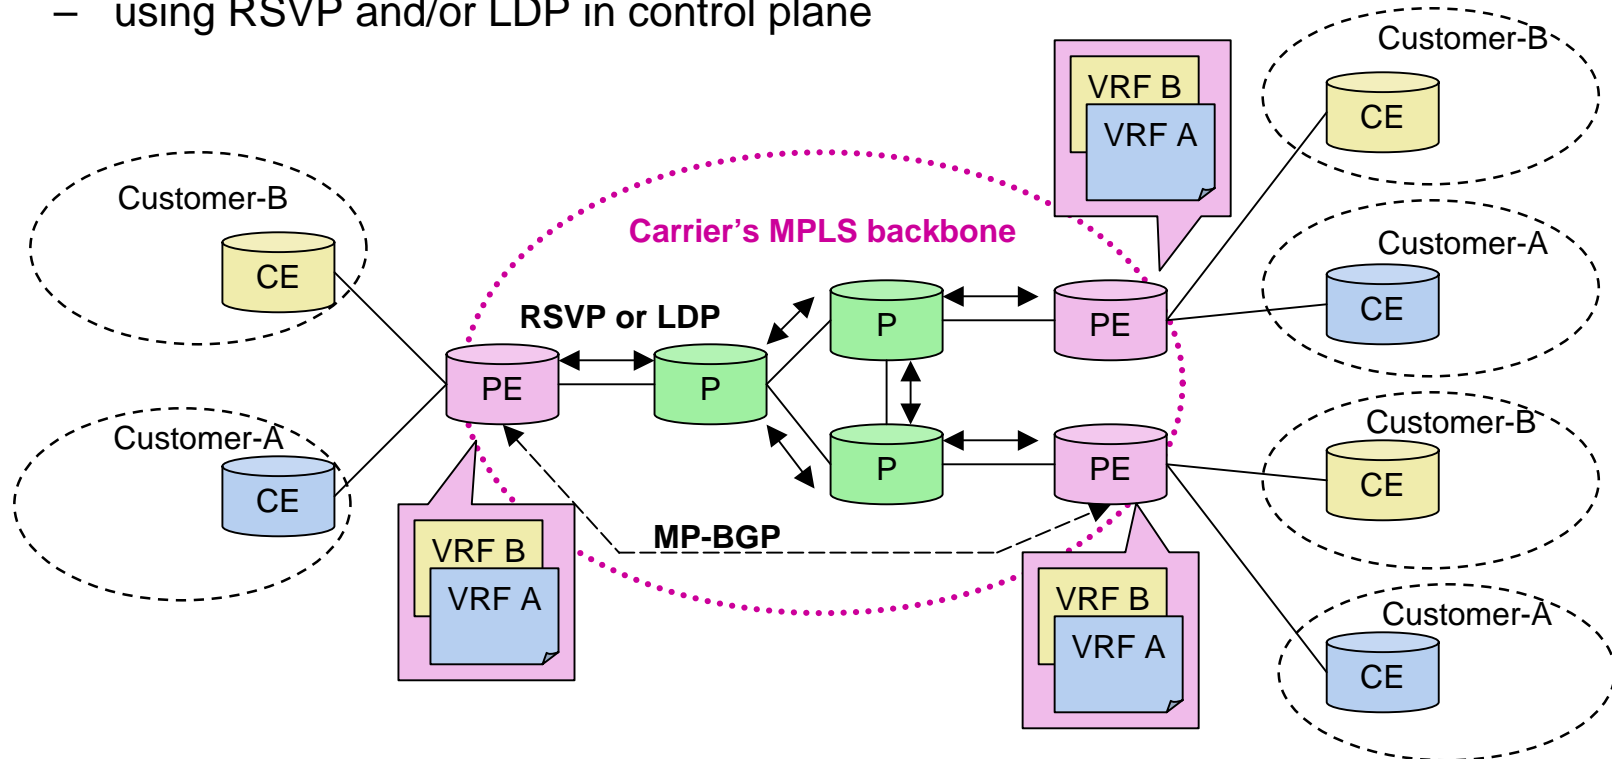 – using RSVP and/or LDP in control plane
Customer-B
CE
Customer-A
CE
Carrier's MPLS backbone
RSVP or LDP
PE
P
P
P
PE
PE
MP-BGP
VRF B
VRF A
VRF B
VRF A
VRF B
VRF A
Customer-B
CE
Customer-A
CE
Customer-B
CE
Customer-A
CE